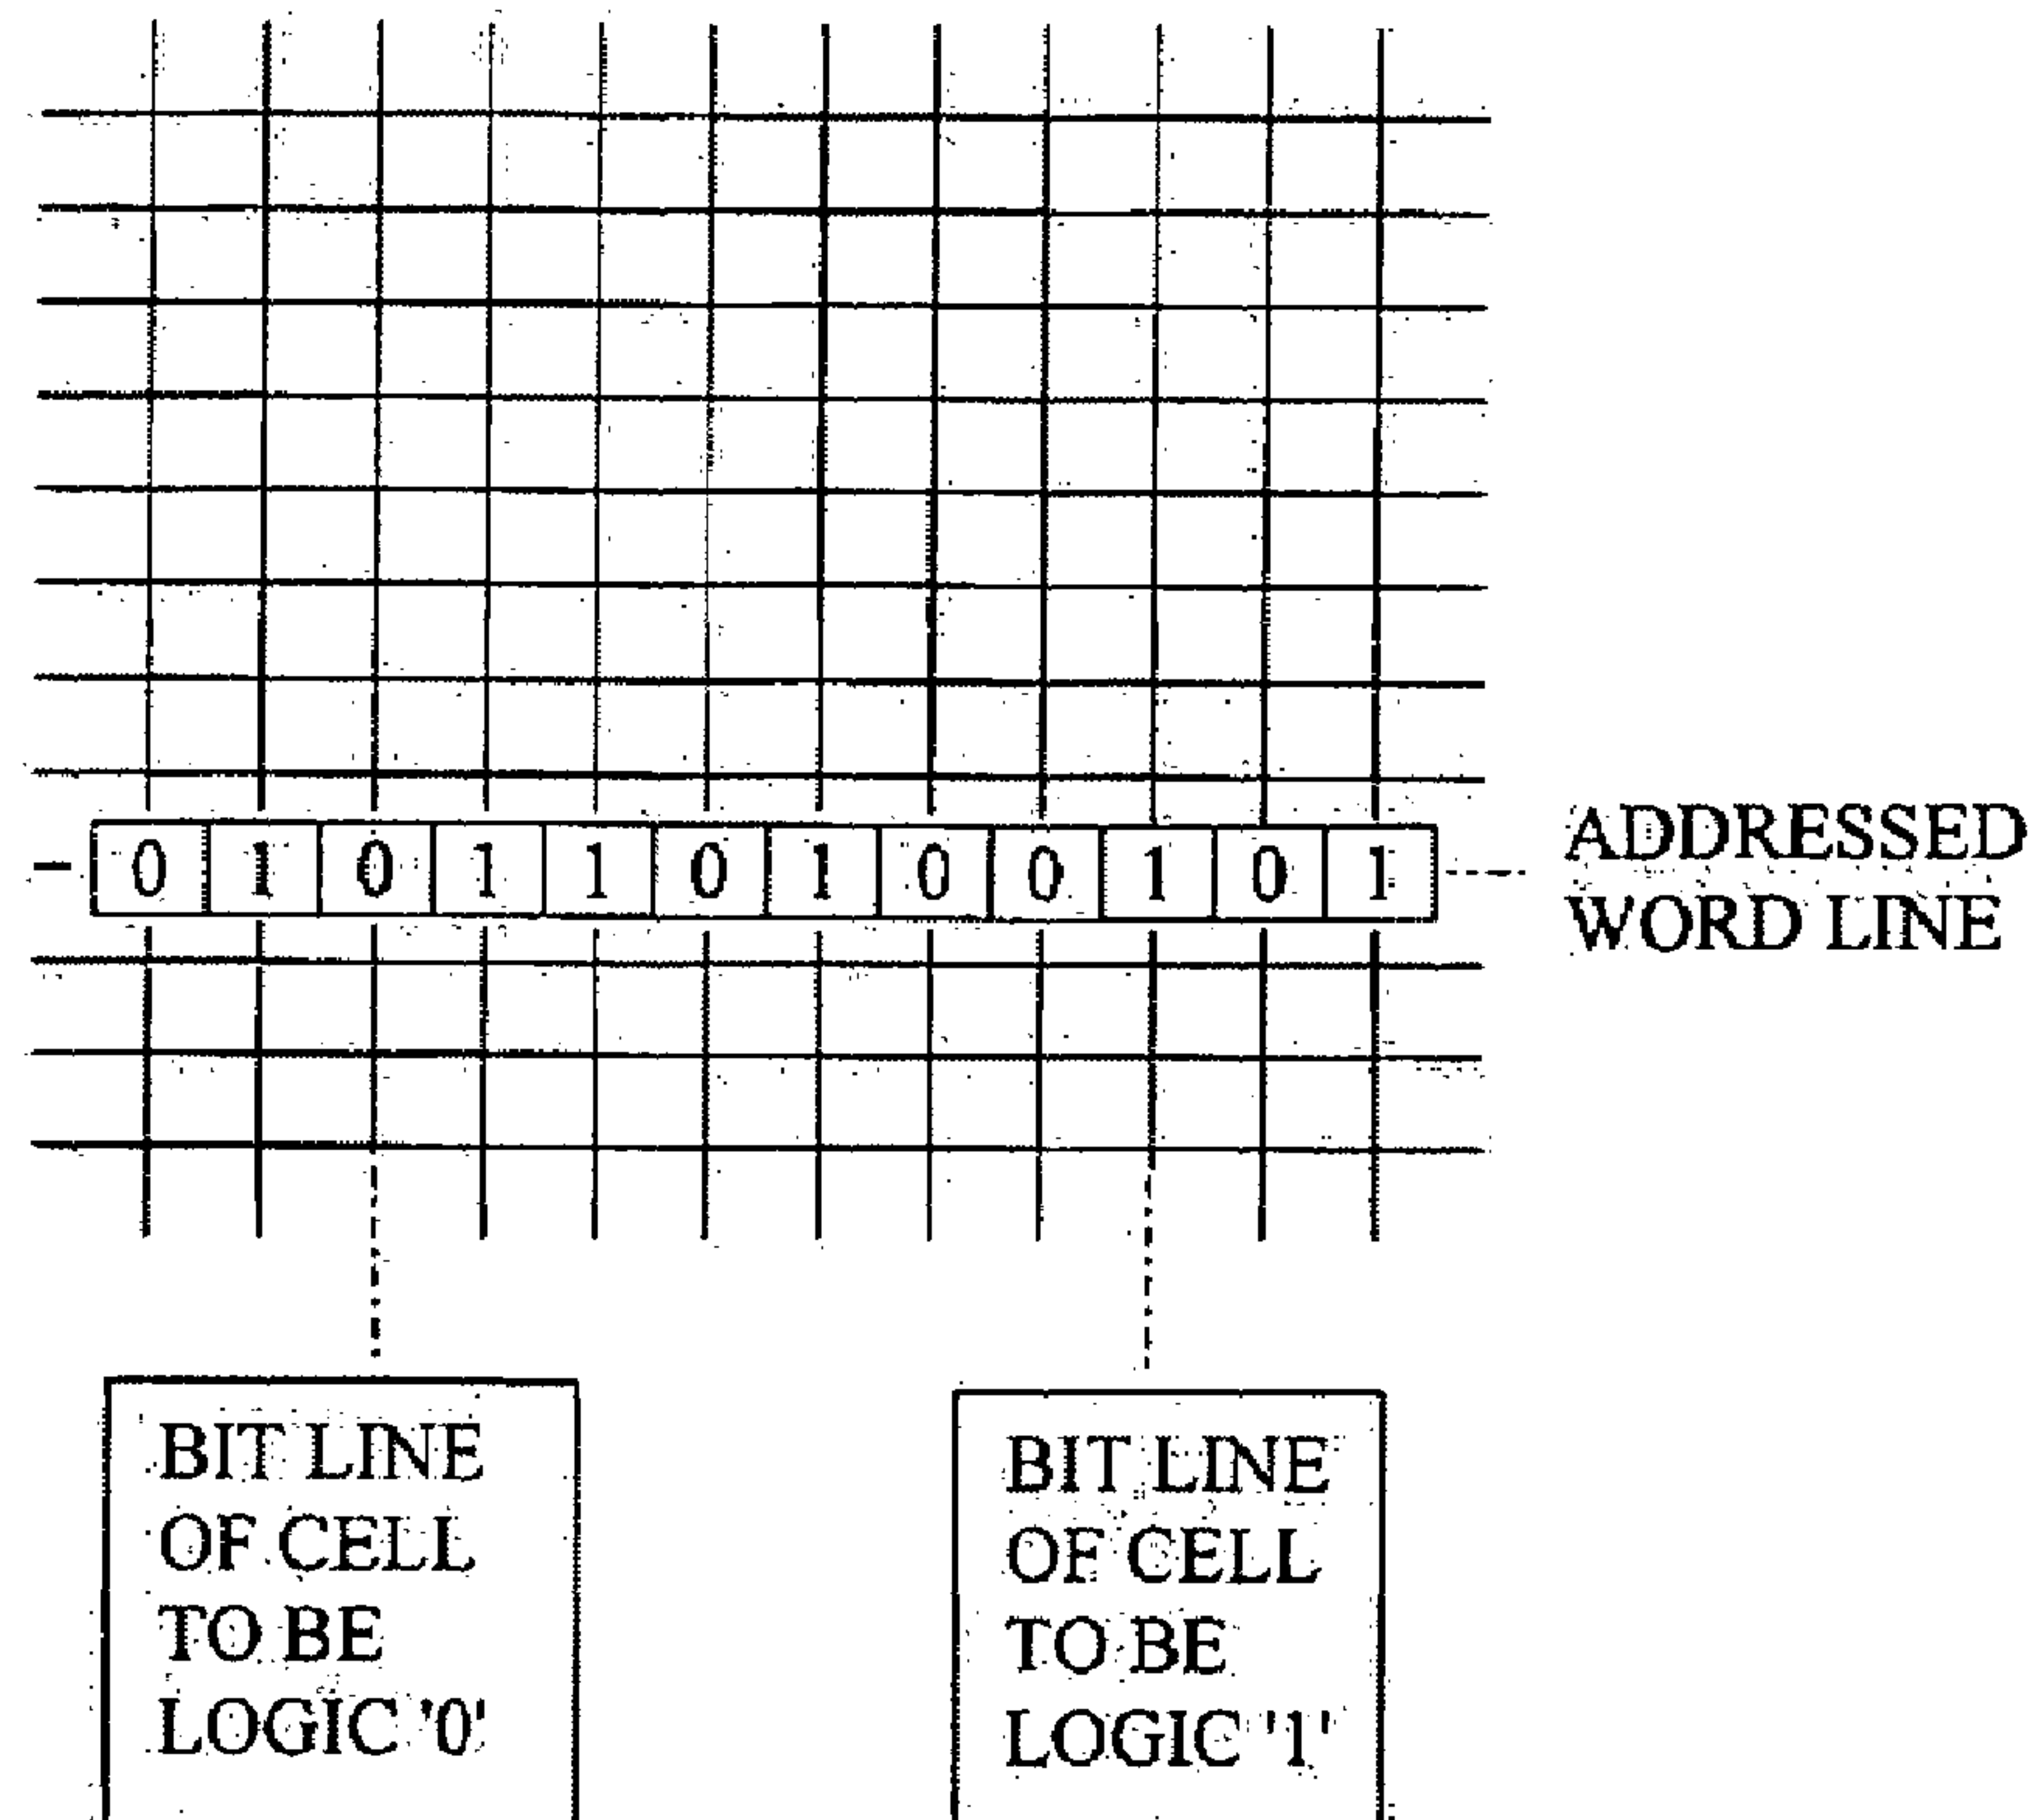 0 1 0 1 1 0 1 0 0 1 0 1
ADDRESSED
WORD LINE
BIT LINE
OF CELL
TO BE
LOGIC '0'
BIT LINE
OF CELL
TO BE
LOGIC '1'